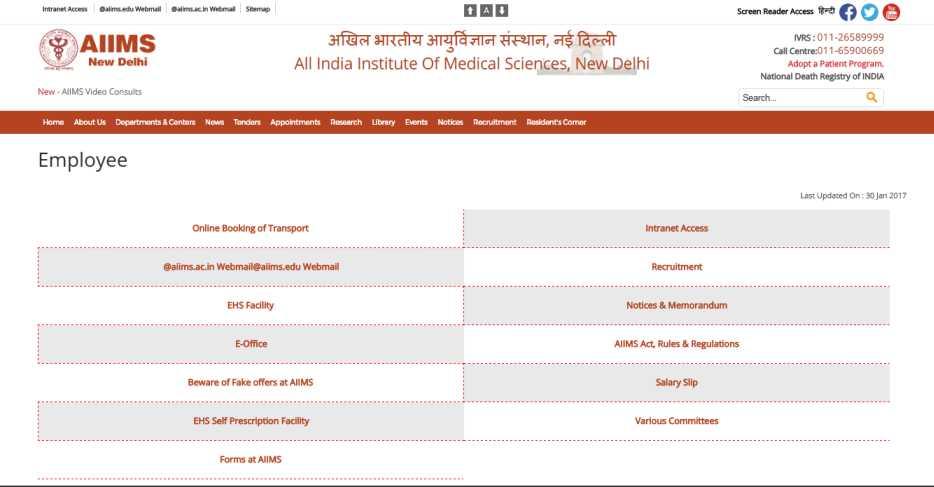 Intranet Access @aiims.edu Webmail @aiims.ac.in Webmail Sitemap
A
Screen Reader Access हिन्दी
AIIMS
New Delhi
अखिल भारतीय आयुर्विज्ञान संस्थान, नई दिल्ली
All India Institute Of Medical Sciences, New Delhi
IVRS : 011-26589999
Call Centre:011-65900669
Adopt a Patient Program,
National Death Registry of INDIA
New - AIIMS Video Consults
Search...
Home About Us Departments & Centers News Tenders Appointments Research Library Events Notices Recruitment Resident's Corner
Employee
Last Updated On : 30 Jan 2017
Online Booking of Transport Intranet Access
@aiims.ac.in Webmail@aiims.edu Webmail Recruitment
EHS Facility Notices & Memorandum
E-Office AIIMS Act, Rules & Regulations
Beware of Fake offers at AIIMS Salary Slip
EHS Self Prescription Facility Various Committees
Forms at AIIMS